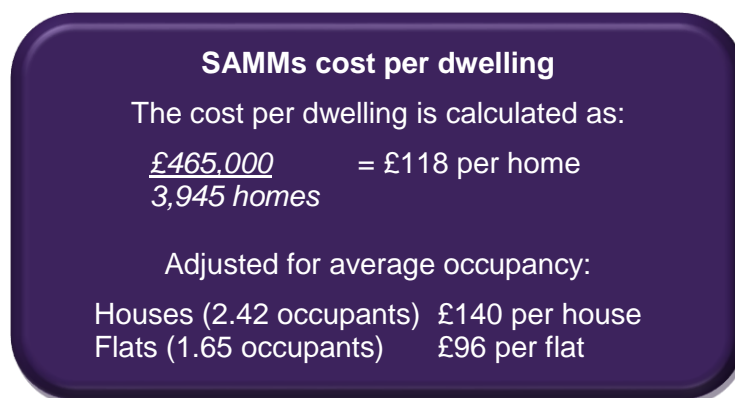 SAMMs cost per dwelling
The cost per dwelling is calculated as:
£465,000 = £118 per home
3,945 homes
Adjusted for average occupancy:
Houses (2.42 occupants) £140 per house
Flats (1.65 occupants) £96 per flat